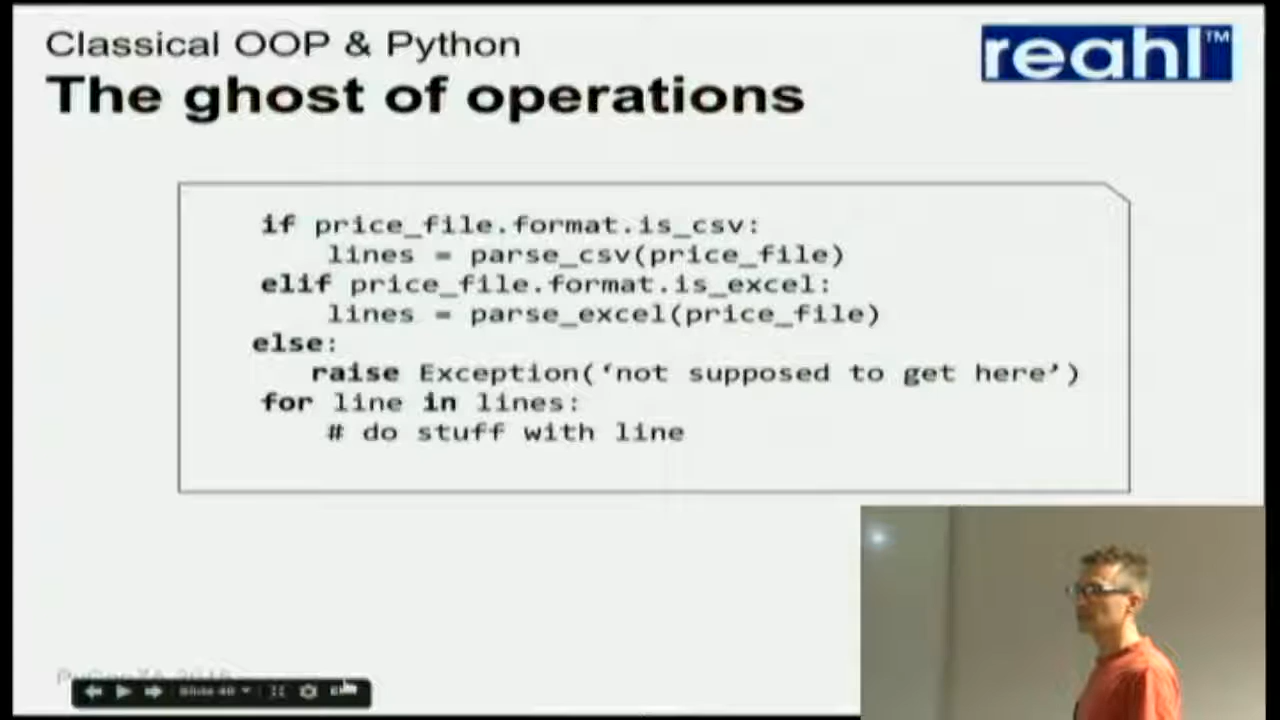 Classical OOP & Python
reahl™
The ghost of operations
if price_file.format.is_csv:
lines = parse_csv(price_file)
elif price_file.format.is_excel:
lines = parse_excel(price_file)
else:
raise Exception(‘not supposed to get here’)
for line in lines:
# do stuff with line